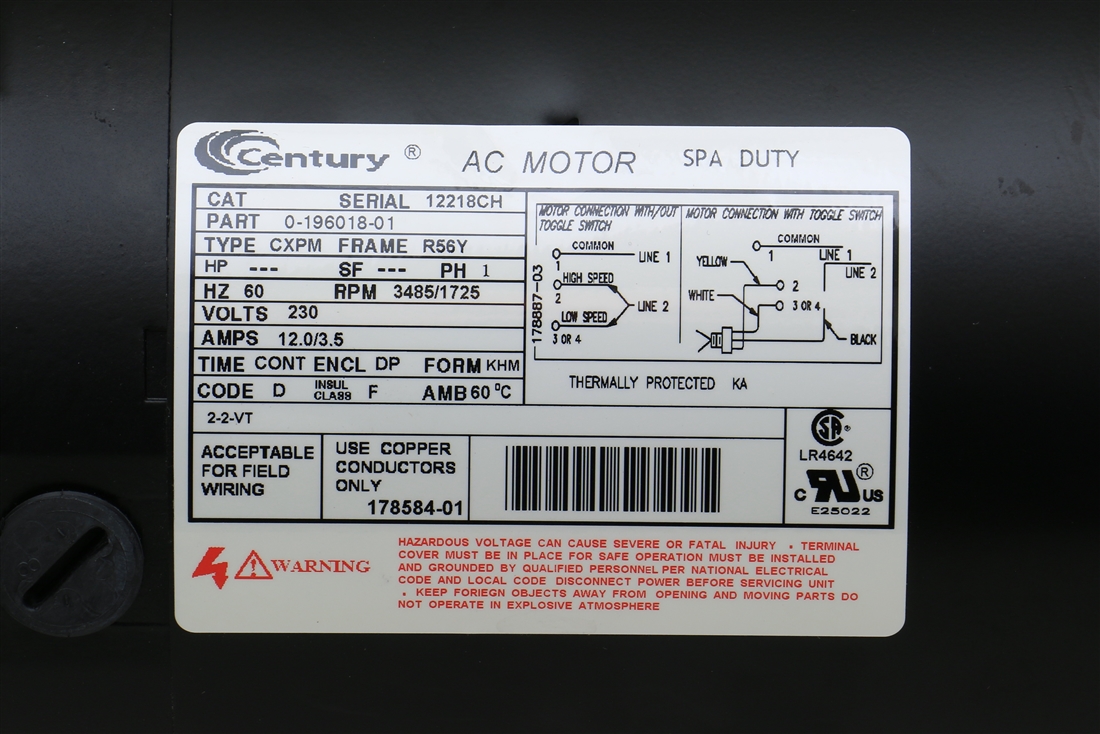 Century ® AC MOTOR SPA DUTY
CAT SERIAL 12218CH
PART 0-196018-01
TYPE CXPM FRAME R56Y
HP --- SF --- PH 1
HZ 60 RPM 3485/1725
VOLTS 230
AMPS 12.0/3.5
TIME CONT ENCL DP FORM KHM
CODE D INSUL CLASS F AMB 60 °C
2-2-VT
MOTOR CONNECTION WITH/OUT
TOGGLE SWITCH
COMMON
1
LINE 1
HIGH SPEED
2
LINE 2
LOW SPEED
3 OR 4
178887-03
MOTOR CONNECTION WITH TOGGLE SWITCH
COMMON
1
LINE 1
LINE 2
YELLOW
2
WHITE
3 OR 4
BLACK
THERMALLY PROTECTED KA
ACCEPTABLE
FOR FIELD
WIRING
USE COPPER
CONDUCTORS
ONLY
178584-01
SA ®
LR4642
C RU ® US
E25022
WARNING
HAZARDOUS VOLTAGE CAN CAUSE SEVERE OR FATAL INJURY . TERMINAL
COVER MUST BE IN PLACE FOR SAFE OPERATION MUST BE INSTALLED
AND GROUNDED BY QUALIFIED PERSONNEL PER NATIONAL ELECTRICAL
CODE AND LOCAL CODE DISCONNECT POWER BEFORE SERVICING UNIT
. KEEP FORIEGN OBJECTS AWAY FROM OPENING AND MOVING PARTS DO
NOT OPERATE IN EXPLOSIVE ATMOSPHERE